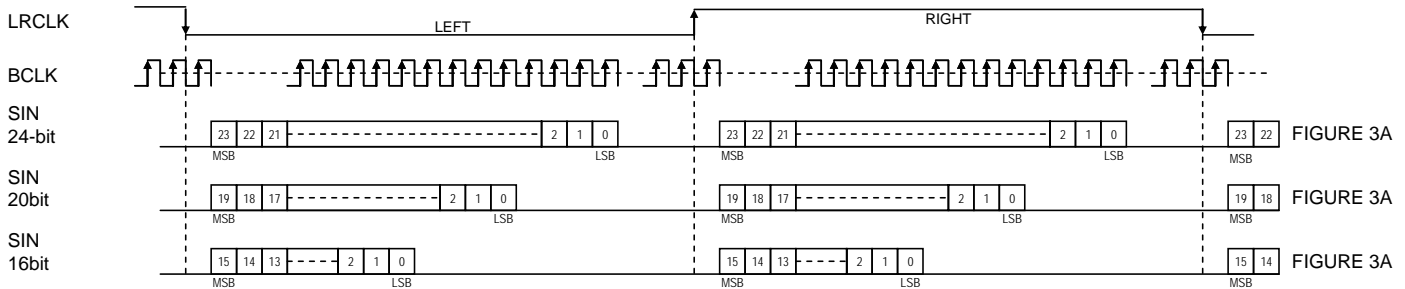 LRCLK LEFT RIGHT
BCLK
SIN
24-bit 23 22 21 2 1 0 23 22 21 2 1 0 23 22 FIGURE 3A
MSB LSB MSB LSB MSB
SIN
20bit 19 18 17 2 1 0 19 18 17 2 1 0 19 18 FIGURE 3A
MSB LSB MSB LSB MSB
SIN
16bit 15 14 13 2 1 0 15 14 13 2 1 0 15 14 FIGURE 3A
MSB LSB MSB LSB MSB